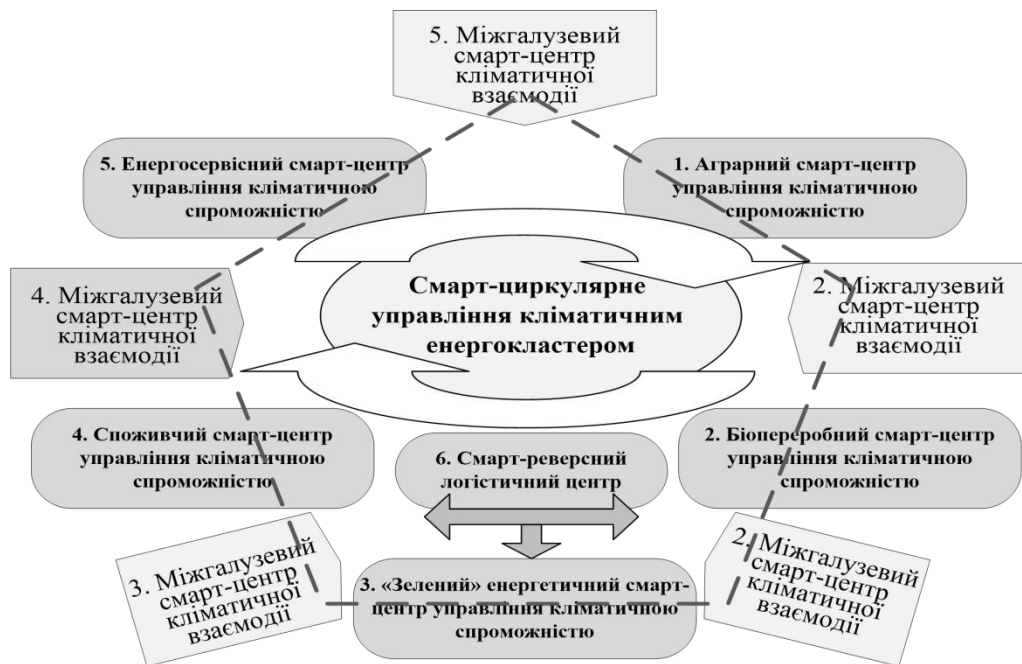 5. Міжгалузевий
смарт-центр
кліматичної
взаємодії
5. Енергосервісний смарт-центр
управління кліматичною
спроможністю
1. Аграрний смарт-центр
управління кліматичною
спроможністю
4. Міжгалузевий
смарт-центр
кліматичної
взаємодії
Смарт-циркулярне
управління кліматичним
енергокластером
2. Міжгалузевий
смарт-центр
кліматичної
взаємодії
4. Споживчий смарт-центр
управління кліматичною
спроможністю
6. Смарт-реверсний
логістичний центр
2. Біопереробний смарт-центр
управління кліматичною
спроможністю
3. Міжгалузевий
смарт-центр
кліматичної
взаємодії
3. «Зелений» енергетичний смарт-
центр управління кліматичною
спроможністю
2. Міжгалузевий
смарт-центр
кліматичної
взаємодії